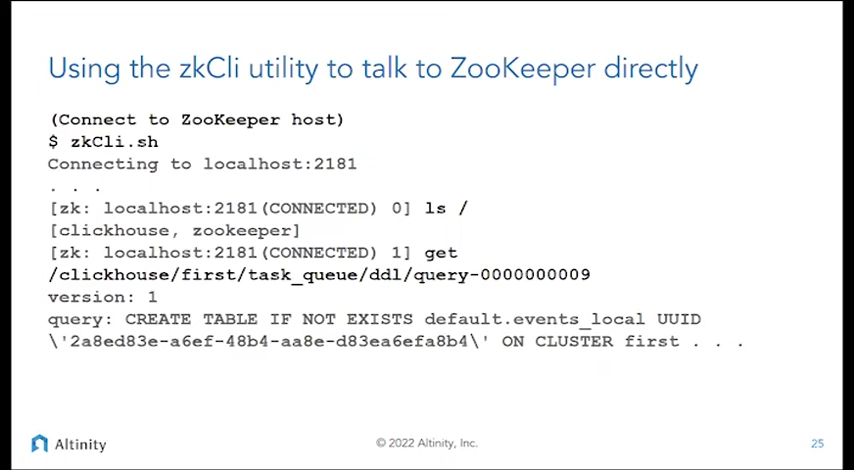 Using the zkCli utility to talk to ZooKeeper directly
(Connect to ZooKeeper host)
$ zkCli.sh
Connecting to localhost:2181
. . .
[zk: localhost:2181(CONNECTED) 0] ls /
[clickhouse, zookeeper]
[zk: localhost:2181(CONNECTED) 1] get
/clickhouse/first/task_queue/ddl/query-0000000009
version: 1
query: CREATE TABLE IF NOT EXISTS default.events_local UUID
\'2a8ed83e-a6ef-48b4-aa8e-d83ea6efa8b4\' ON CLUSTER first . . .
Altinity
© 2022 Altinity, Inc.
25